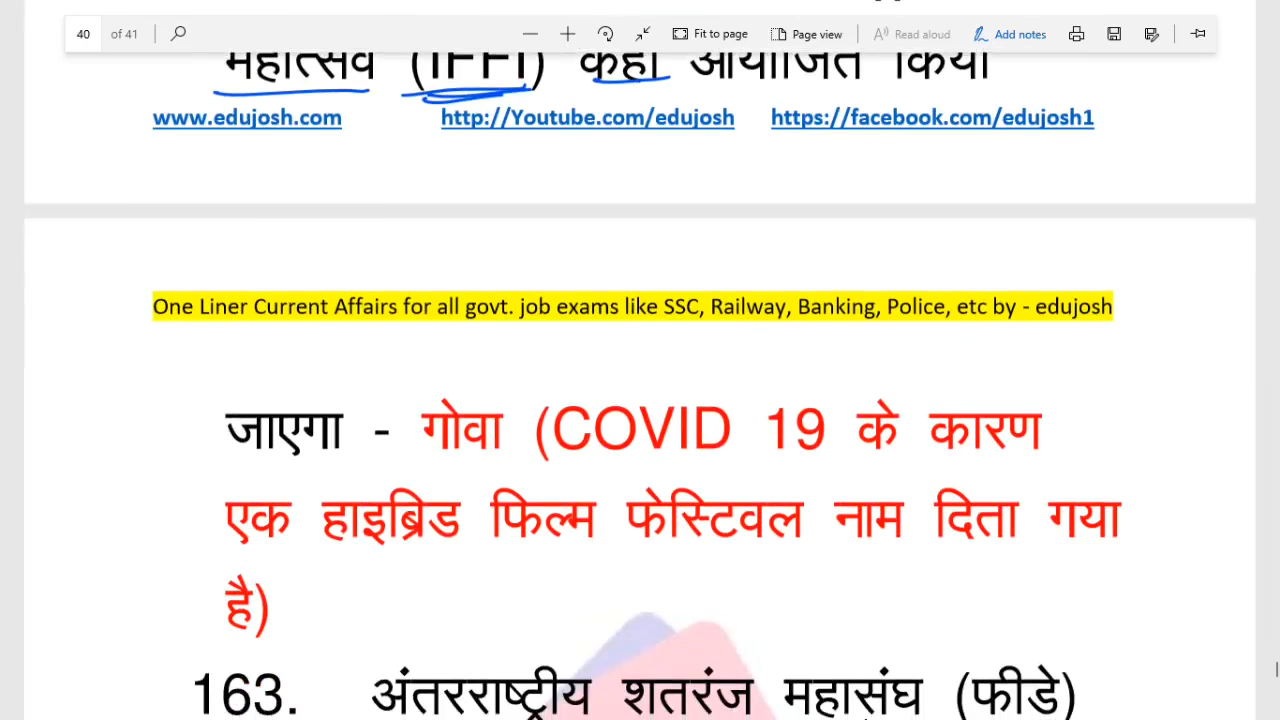 40 of 41 Fit to page Page view Read aloud Add notes
महोत्सव (IFFI) कहाँ आयोजित किया
www.edujosh.com http://Youtube.com/edujosh https://facebook.com/edujosh1
One Liner Current Affairs for all govt. job exams like SSC, Railway, Banking, Police, etc by - edujosh
जाएगा - गोवा (COVID 19 के कारण
एक हाइब्रिड फिल्म फेस्टिवल नाम दिता गया
है)
163. अंतरराष्ट्रीय शतरंज महासंघ (फीडे)